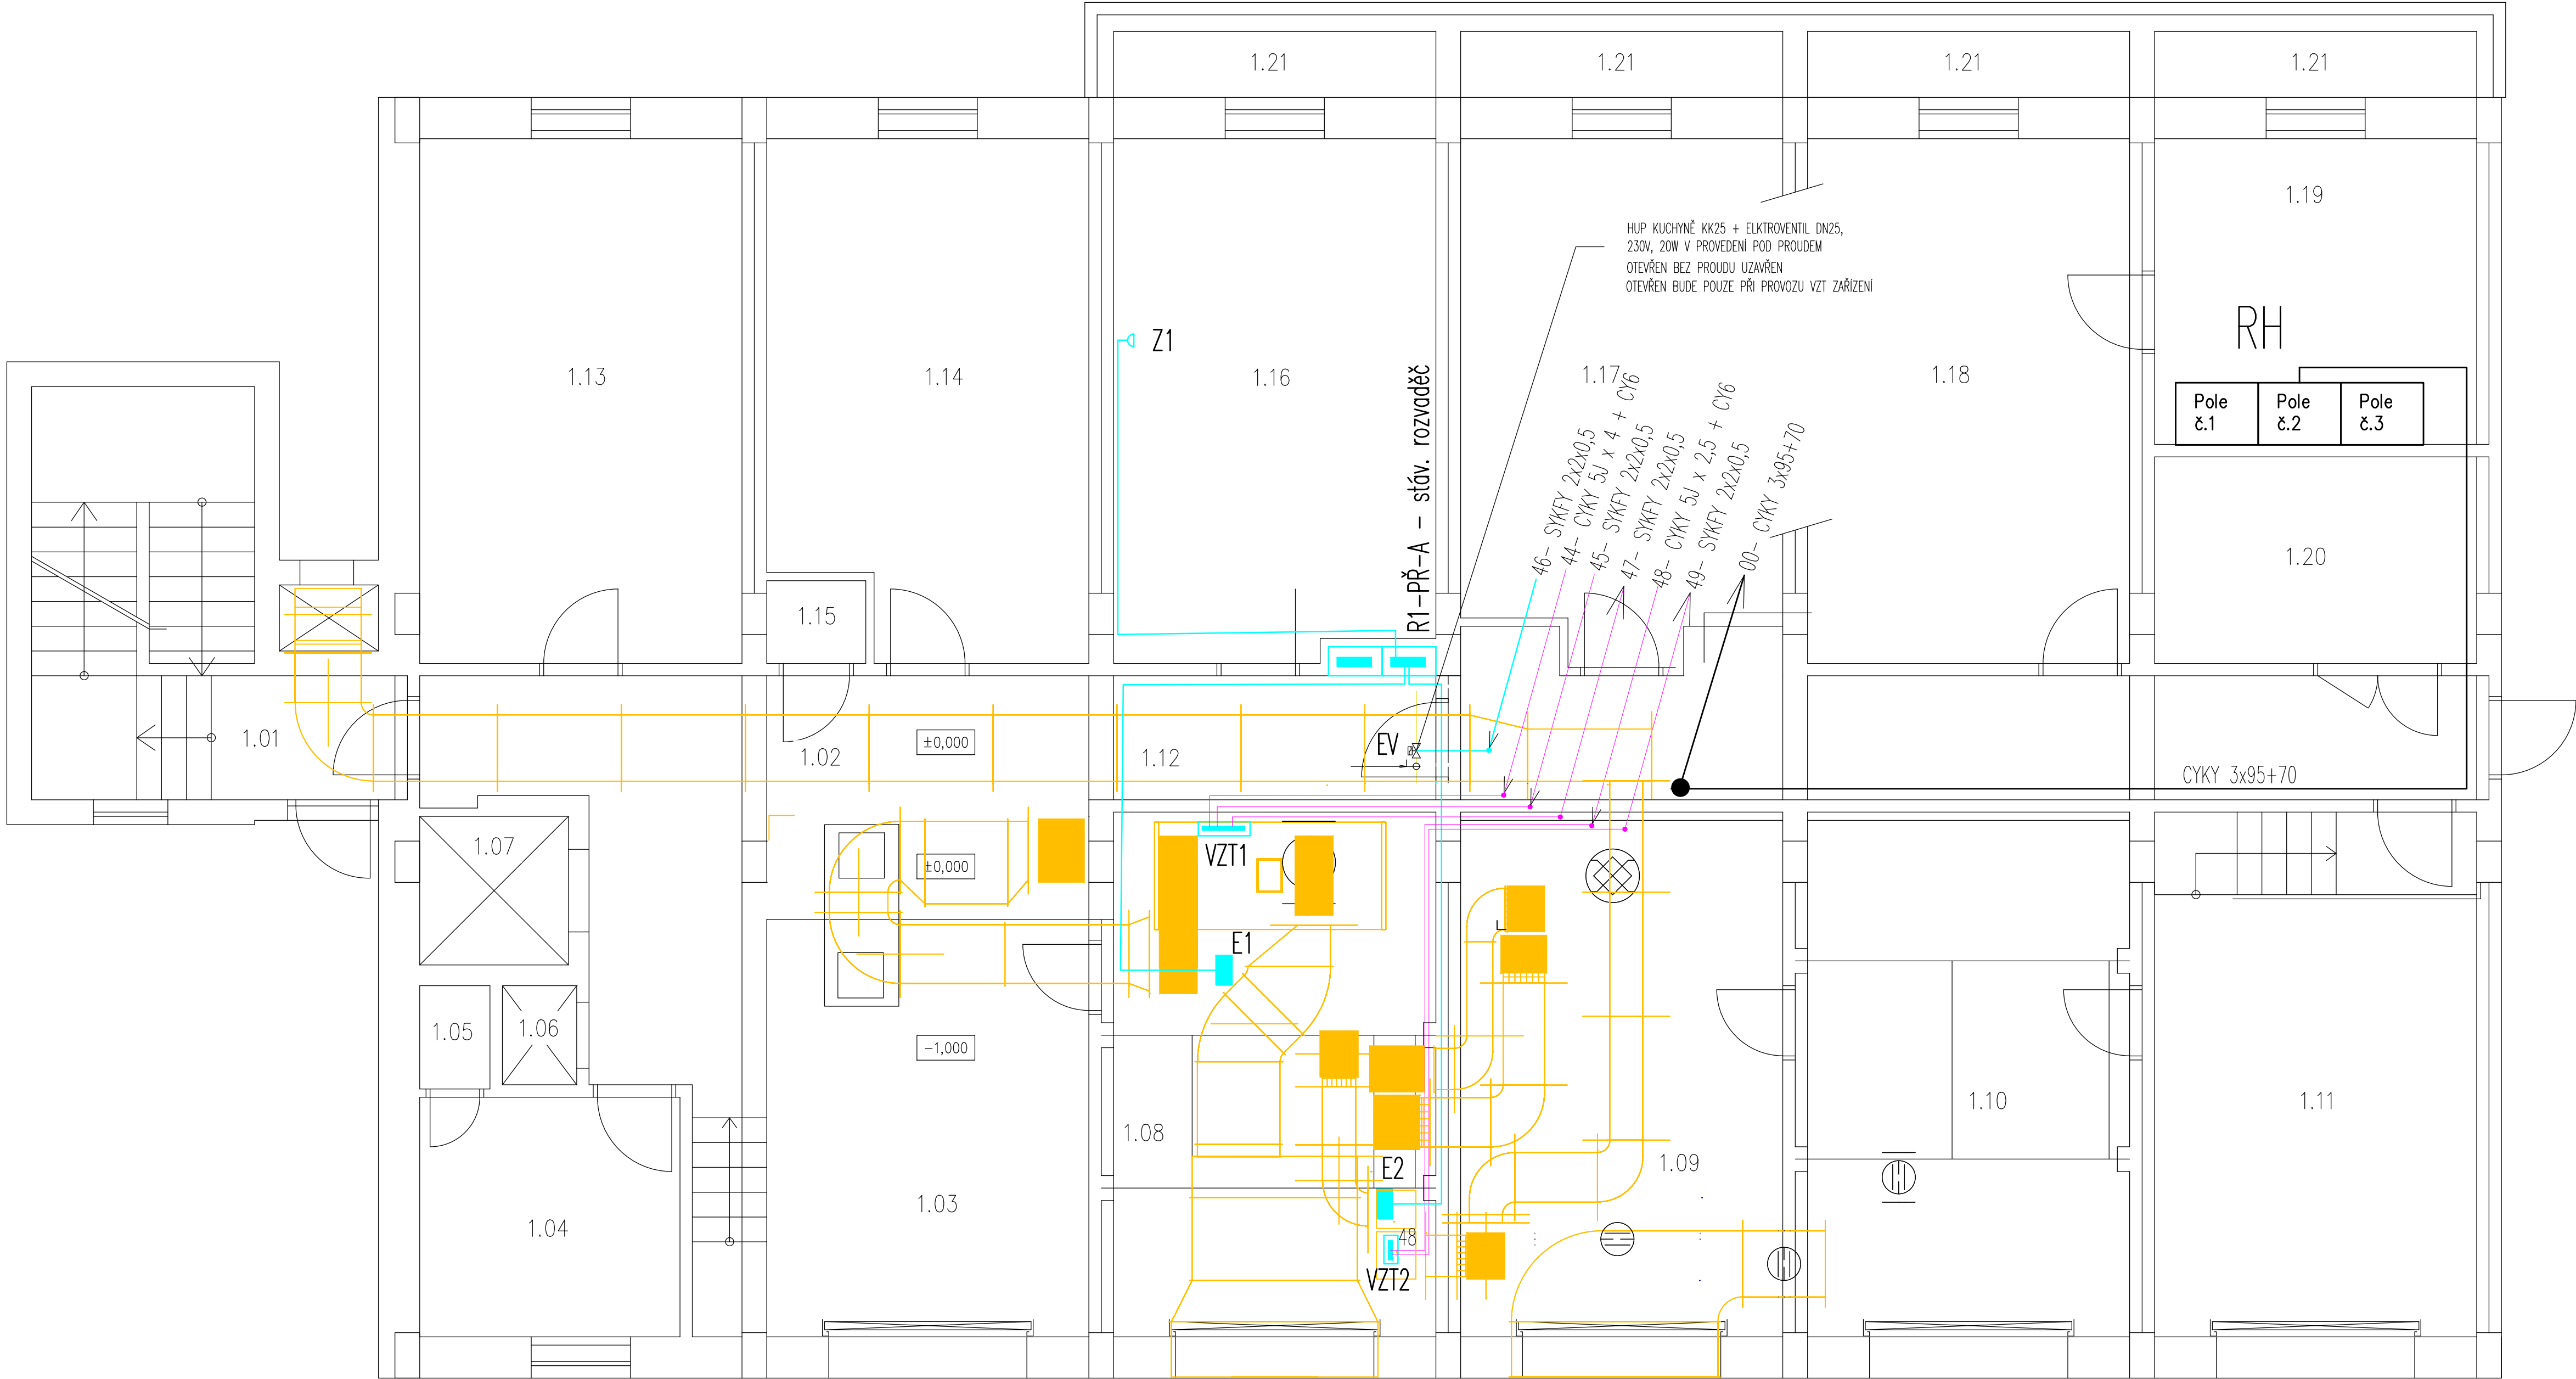 1.21
1.21
1.21
1.21
1.19
HUP KUCHYNĚ KK25 + ELKTROVENTIL DN25,
230V, 20W V PROVEDENÍ POD PROUDEM
OTEVŘEN BEZ PROUDU UZAVŘEN
OTEVŘEN BUDE POUZE PŘI PROVOZU VZT ZAŘÍZENÍ
RH
Z1
1.13
1.14
1.16
1.17
1.18
Pole
č.1
Pole
č.2
Pole
č.3
R1-PŘ-A - stáv. rozvaděč
46- SYKFY 2x2x0,5
44- CYKY 5J x 4 + CY6
45- SYKFY 2x2x0,5
47- SYKFY 2x2x0,5
48- CYKY 5J x 2,5 + CY6
49- SYKFY 2x2x0,5
00- CYKY 3x95+70
1.20
1.15
1.01
1.02
±0,000
1.12
EV
CYKY 3x95+70
1.07
±0,000
VZT1
E1
1.05
1.06
-1,000
1.08
1.09
1.10
1.11
E2
1.04
1.03
48
VZT2